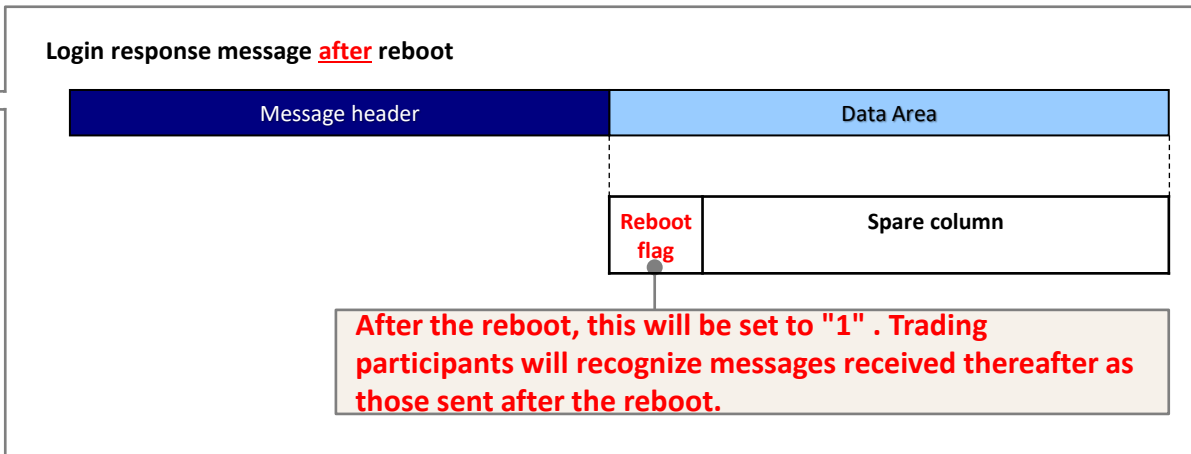 Login response message after reboot
Message header
Data Area
Reboot
flag
Spare column
After the reboot, this will be set to "1" . Trading
participants will recognize messages received thereafter as
those sent after the reboot.